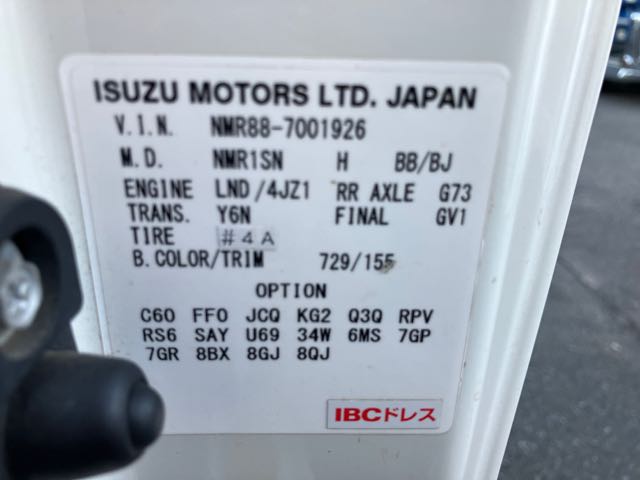 ISUZU MOTORS LTD. JAPAN
V.I.N. NMR88-7001926
M.D. NMR1SN H BB/BJ
ENGINE LND/4JZ1 RR AXLE G73
TRANS. Y6N FINAL GV1
TIRE #4A
B.COLOR/TRIM 729/155
OPTION
C60 FF0 JCQ KG2 Q3Q RPV
RS6 SAY U69 34W 6MS 7GP
7GR 8BX 8GJ 8QJ
IBCドレス